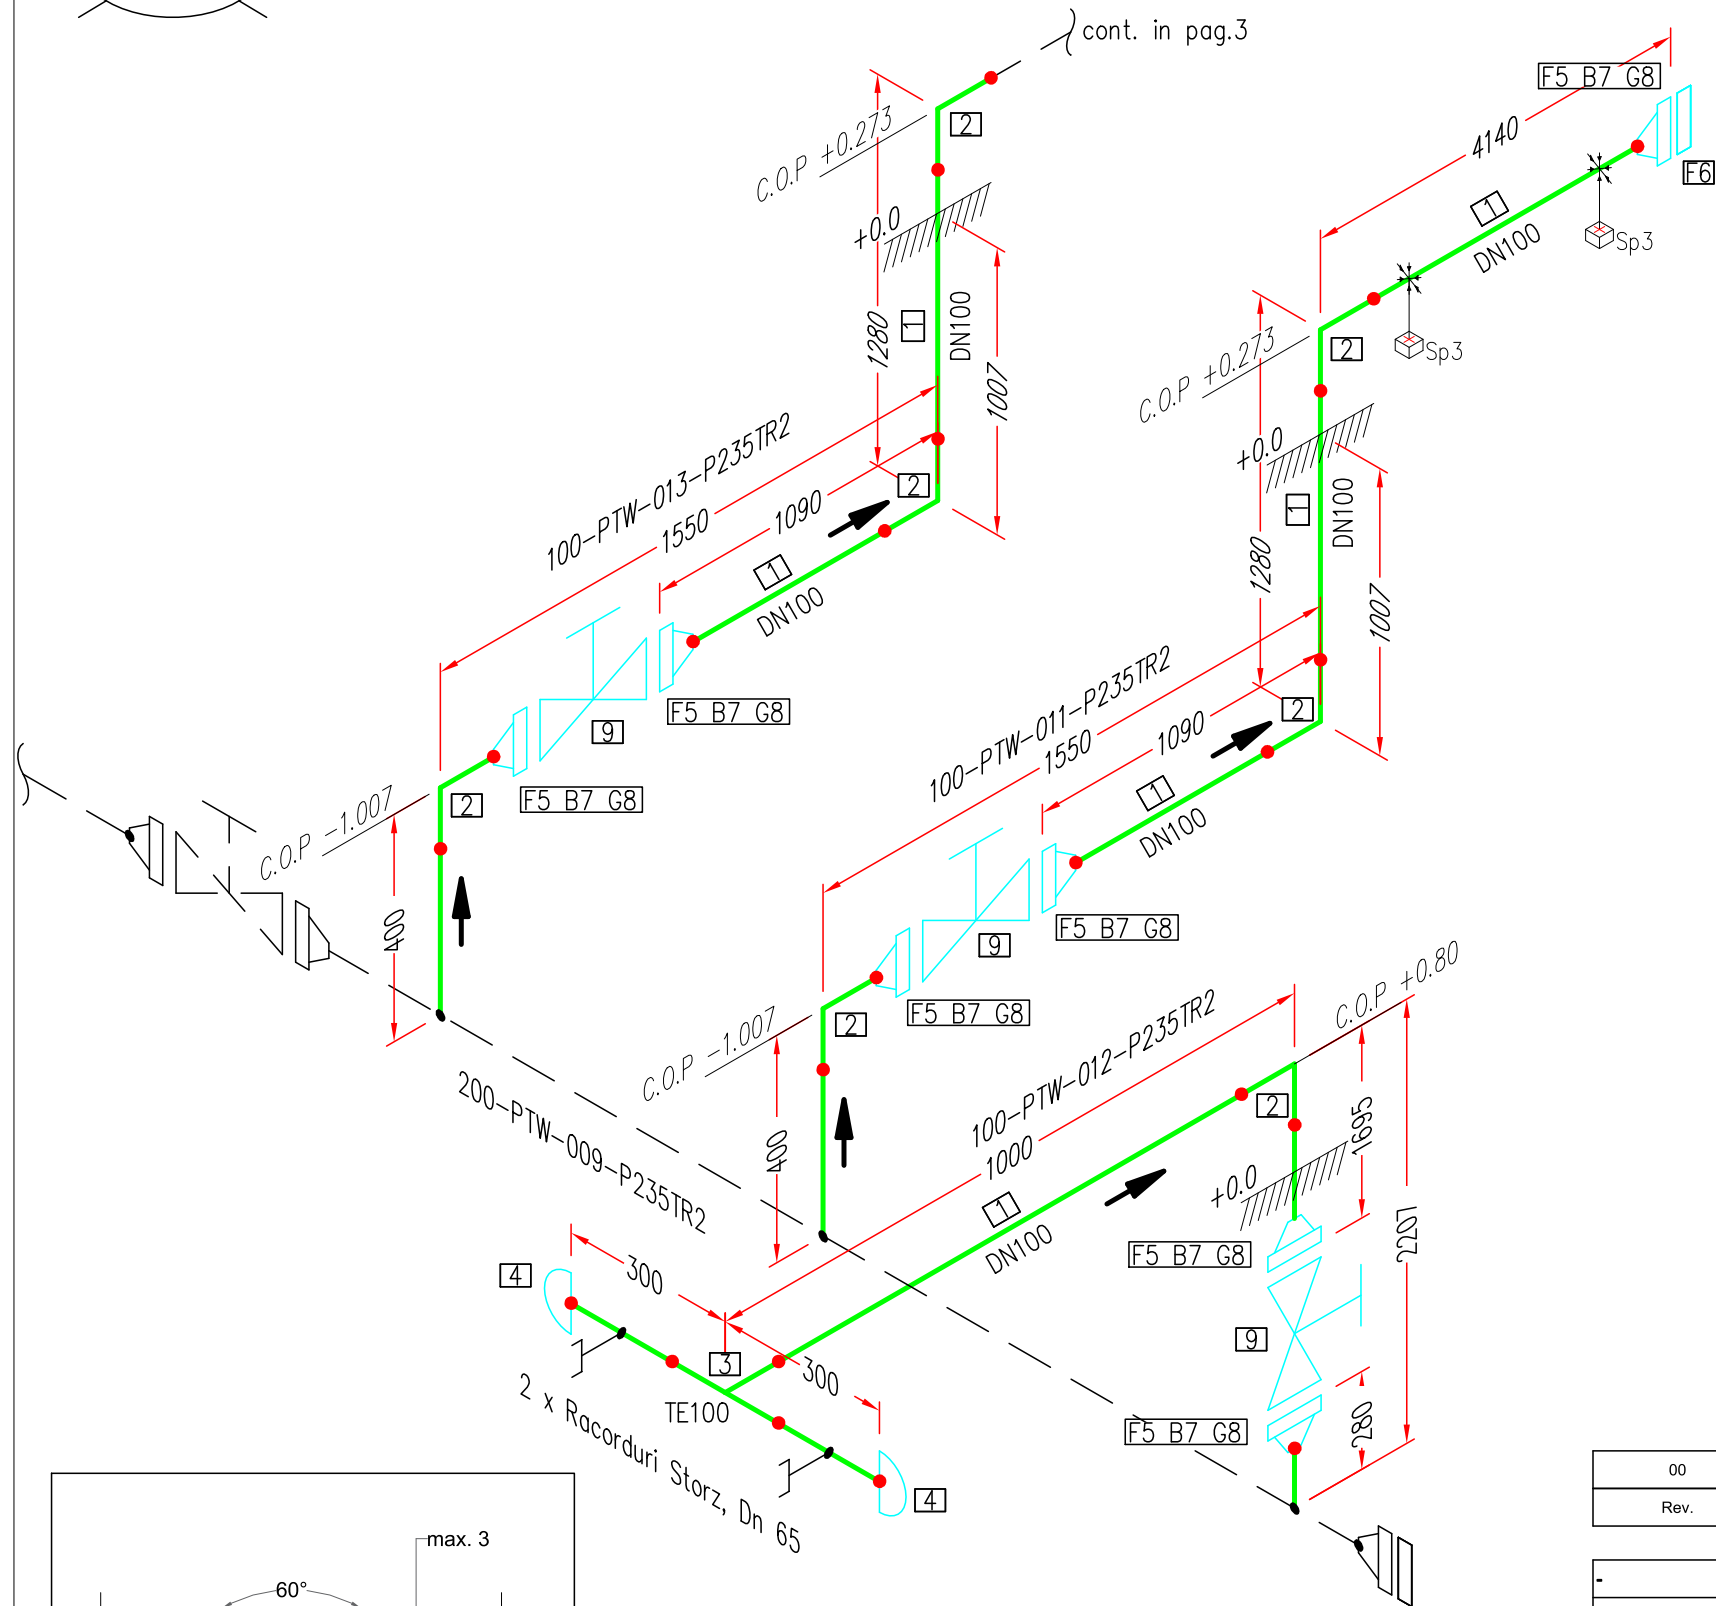 cont. in pag.3
F5 B7 G8
4140
F6
2
C.O.P +0.273
+0.0
1
DN100
Sp3
1280
1
DN100
1007
Sp3
2
C.O.P +0.273
100-PTW-013-P235TR2
1550
1090
2
+0.0
1
DN100
1280
1007
1
DN100
F5 B7 G8
9
F5 B7 G8
2
C.O.P -1.007
400
100-PTW-011-P235TR2
1550
1090
2
1
DN100
F5 B7 G8
9
F5 B7 G8
2
C.O.P -1.007
400
200-PTW-009-P235TR2
100-PTW-012-P235TR2
1000
C.O.P +0.80
2
1695
2207
+0.0
1
DN100
F5 B7 G8
9
280
F5 B7 G8
300
4
3
300
TE100
2 x Racorduri Storz, Dn 65
4
00
Rev.
max. 3
60°
-